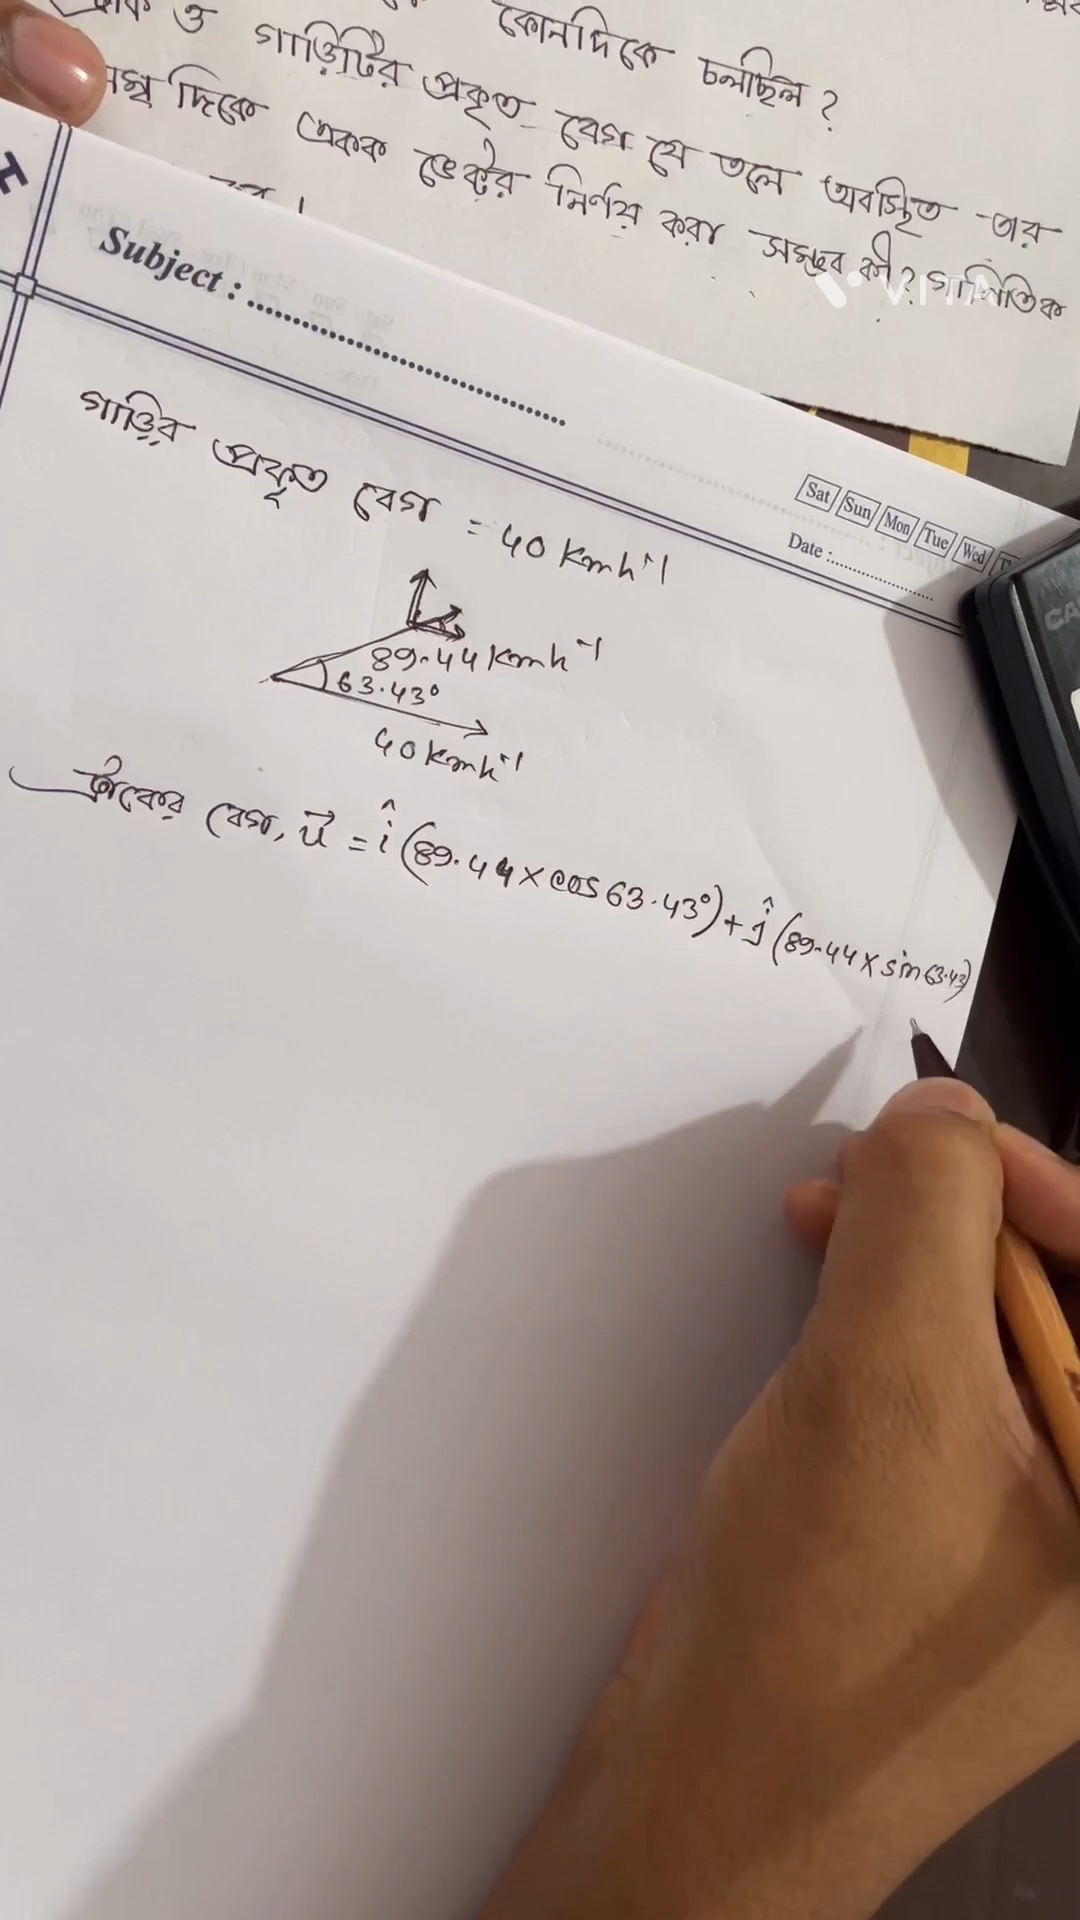 কোনদিকে চলছিল ?
ও গাড়িটির প্রকৃত বেগ যে তলে অবস্থিত তার
লম্ব দিকে একক ভেক্টর নির্ণয় করা সম্ভব কী ? গাণিতিক
VITA
Subject :
Sat Sun Mon Tue Wed
Date :
গাড়ির প্রকৃত বেগ = 40 kmh⁻¹
89.44 kmh⁻¹
63.43°
40 kmh⁻¹
ট্রাকের বেগ, u⃗ = î (89.44 × cos 63.43°) + ĵ (89.44 × sin 63.43)